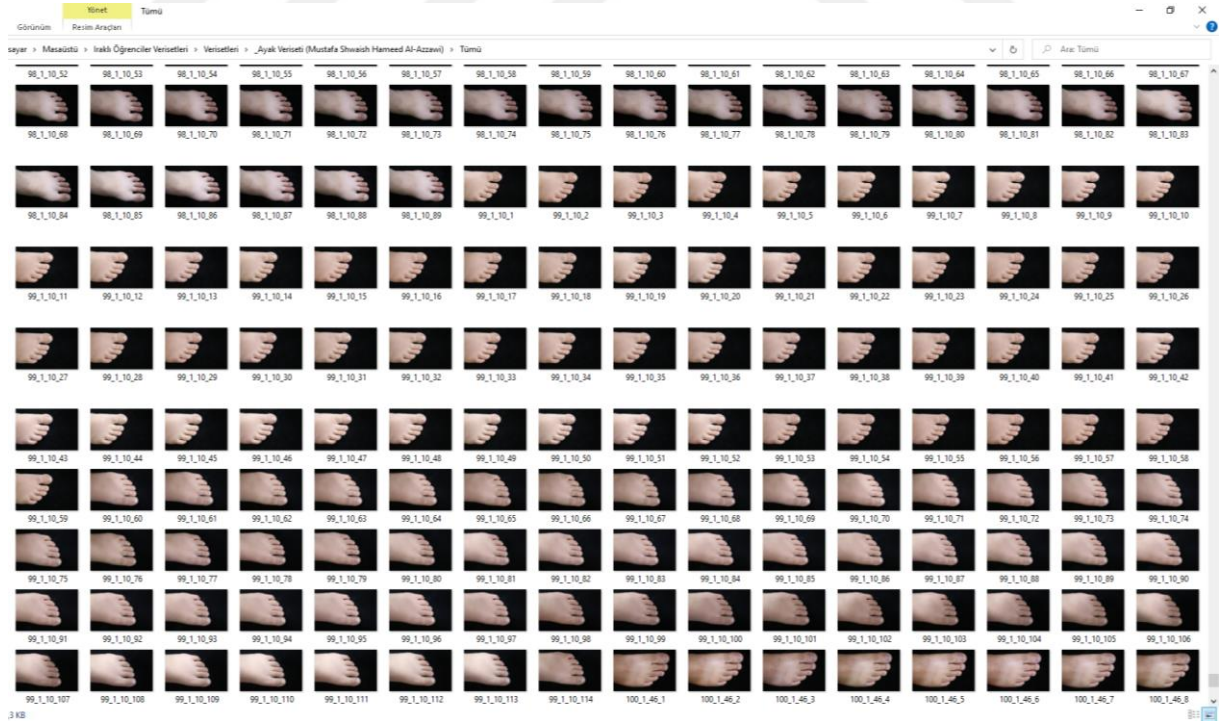 Yönet Tümü
Görünüm Resim Araçları
sayar > Masaüstü > Iraklı Öğrenciler Verisetleri > Verisetleri > _Ayak Veriseti (Mustafa Shwaish Hameed Al-Azzawi) > Tümü Ara: Tümü
98_1_10_52 98_1_10_53 98_1_10_54 98_1_10_55 98_1_10_56 98_1_10_57 98_1_10_58 98_1_10_59 98_1_10_60 98_1_10_61 98_1_10_62 98_1_10_63 98_1_10_64 98_1_10_65 98_1_10_66 98_1_10_67
98_1_10_68 98_1_10_69 98_1_10_70 98_1_10_71 98_1_10_72 98_1_10_73 98_1_10_74 98_1_10_75 98_1_10_76 98_1_10_77 98_1_10_78 98_1_10_79 98_1_10_80 98_1_10_81 98_1_10_82 98_1_10_83
98_1_10_84 98_1_10_85 98_1_10_86 98_1_10_87 98_1_10_88 98_1_10_89 99_1_10_1 99_1_10_2 99_1_10_3 99_1_10_4 99_1_10_5 99_1_10_6 99_1_10_7 99_1_10_8 99_1_10_9 99_1_10_10
99_1_10_11 99_1_10_12 99_1_10_13 99_1_10_14 99_1_10_15 99_1_10_16 99_1_10_17 99_1_10_18 99_1_10_19 99_1_10_20 99_1_10_21 99_1_10_22 99_1_10_23 99_1_10_24 99_1_10_25 99_1_10_26
99_1_10_27 99_1_10_28 99_1_10_29 99_1_10_30 99_1_10_31 99_1_10_32 99_1_10_33 99_1_10_34 99_1_10_35 99_1_10_36 99_1_10_37 99_1_10_38 99_1_10_39 99_1_10_40 99_1_10_41 99_1_10_42
99_1_10_43 99_1_10_44 99_1_10_45 99_1_10_46 99_1_10_47 99_1_10_48 99_1_10_49 99_1_10_50 99_1_10_51 99_1_10_52 99_1_10_53 99_1_10_54 99_1_10_55 99_1_10_56 99_1_10_57 99_1_10_58
99_1_10_59 99_1_10_60 99_1_10_61 99_1_10_62 99_1_10_63 99_1_10_64 99_1_10_65 99_1_10_66 99_1_10_67 99_1_10_68 99_1_10_69 99_1_10_70 99_1_10_71 99_1_10_72 99_1_10_73 99_1_10_74
99_1_10_75 99_1_10_76 99_1_10_77 99_1_10_78 99_1_10_79 99_1_10_80 99_1_10_81 99_1_10_82 99_1_10_83 99_1_10_84 99_1_10_85 99_1_10_86 99_1_10_87 99_1_10_88 99_1_10_89 99_1_10_90
99_1_10_91 99_1_10_92 99_1_10_93 99_1_10_94 99_1_10_95 99_1_10_96 99_1_10_97 99_1_10_98 99_1_10_99 99_1_10_100 99_1_10_101 99_1_10_102 99_1_10_103 99_1_10_104 99_1_10_105 99_1_10_106
99_1_10_107 99_1_10_108 99_1_10_109 99_1_10_110 99_1_10_111 99_1_10_112 99_1_10_113 99_1_10_114 100_1_46_1 100_1_46_2 100_1_46_3 100_1_46_4 100_1_46_5 100_1_46_6 100_1_46_7 100_1_46_8
,3 KB